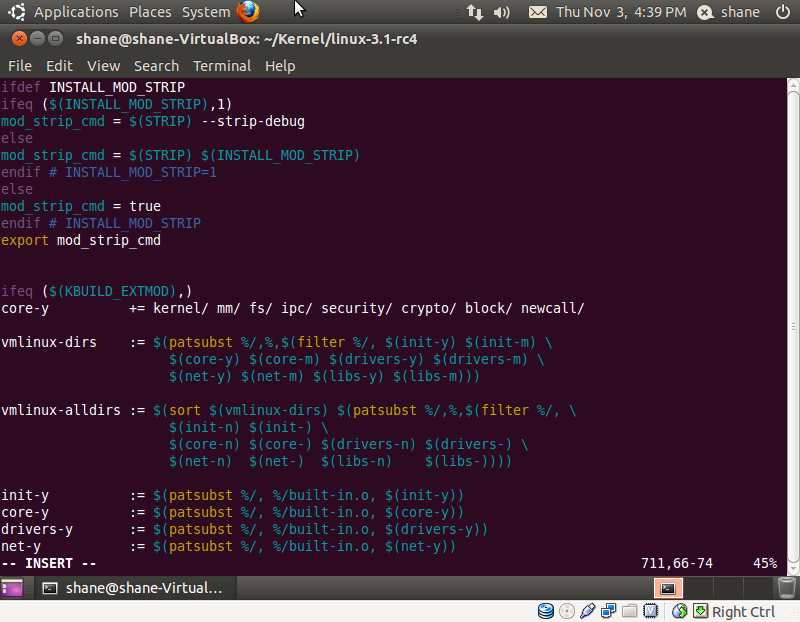 Applications Places System Thu Nov 3, 4:39 PM shane
shane@shane-VirtualBox: ~/Kernel/linux-3.1-rc4
File Edit View Search Terminal Help
ifdef INSTALL_MOD_STRIP
ifeq ($(INSTALL_MOD_STRIP),1)
mod_strip_cmd = $(STRIP) --strip-debug
else
mod_strip_cmd = $(STRIP) $(INSTALL_MOD_STRIP)
endif # INSTALL_MOD_STRIP=1
else
mod_strip_cmd = true
endif # INSTALL_MOD_STRIP
export mod_strip_cmd
ifeq ($(KBUILD_EXTMOD),)
core-y          += kernel/ mm/ fs/ ipc/ security/ crypto/ block/ newcall/
vmlinux-dirs    := $(patsubst %/,%,$(filter %/, $(init-y) $(init-m) \
                     $(core-y) $(core-m) $(drivers-y) $(drivers-m) \
                     $(net-y) $(net-m) $(libs-y) $(libs-m)))
vmlinux-alldirs := $(sort $(vmlinux-dirs) $(patsubst %/,%,$(filter %/, \
                     $(init-n) $(init-) \
                     $(core-n) $(core-) $(drivers-n) $(drivers-) \
                     $(net-n)  $(net-)  $(libs-n)    $(libs-))))
init-y          := $(patsubst %/, %/built-in.o, $(init-y))
core-y          := $(patsubst %/, %/built-in.o, $(core-y))
drivers-y       := $(patsubst %/, %/built-in.o, $(drivers-y))
net-y           := $(patsubst %/, %/built-in.o, $(net-y))
-- INSERT -- 711,66-74 45%
shane@shane-Virtual...
Right Ctrl